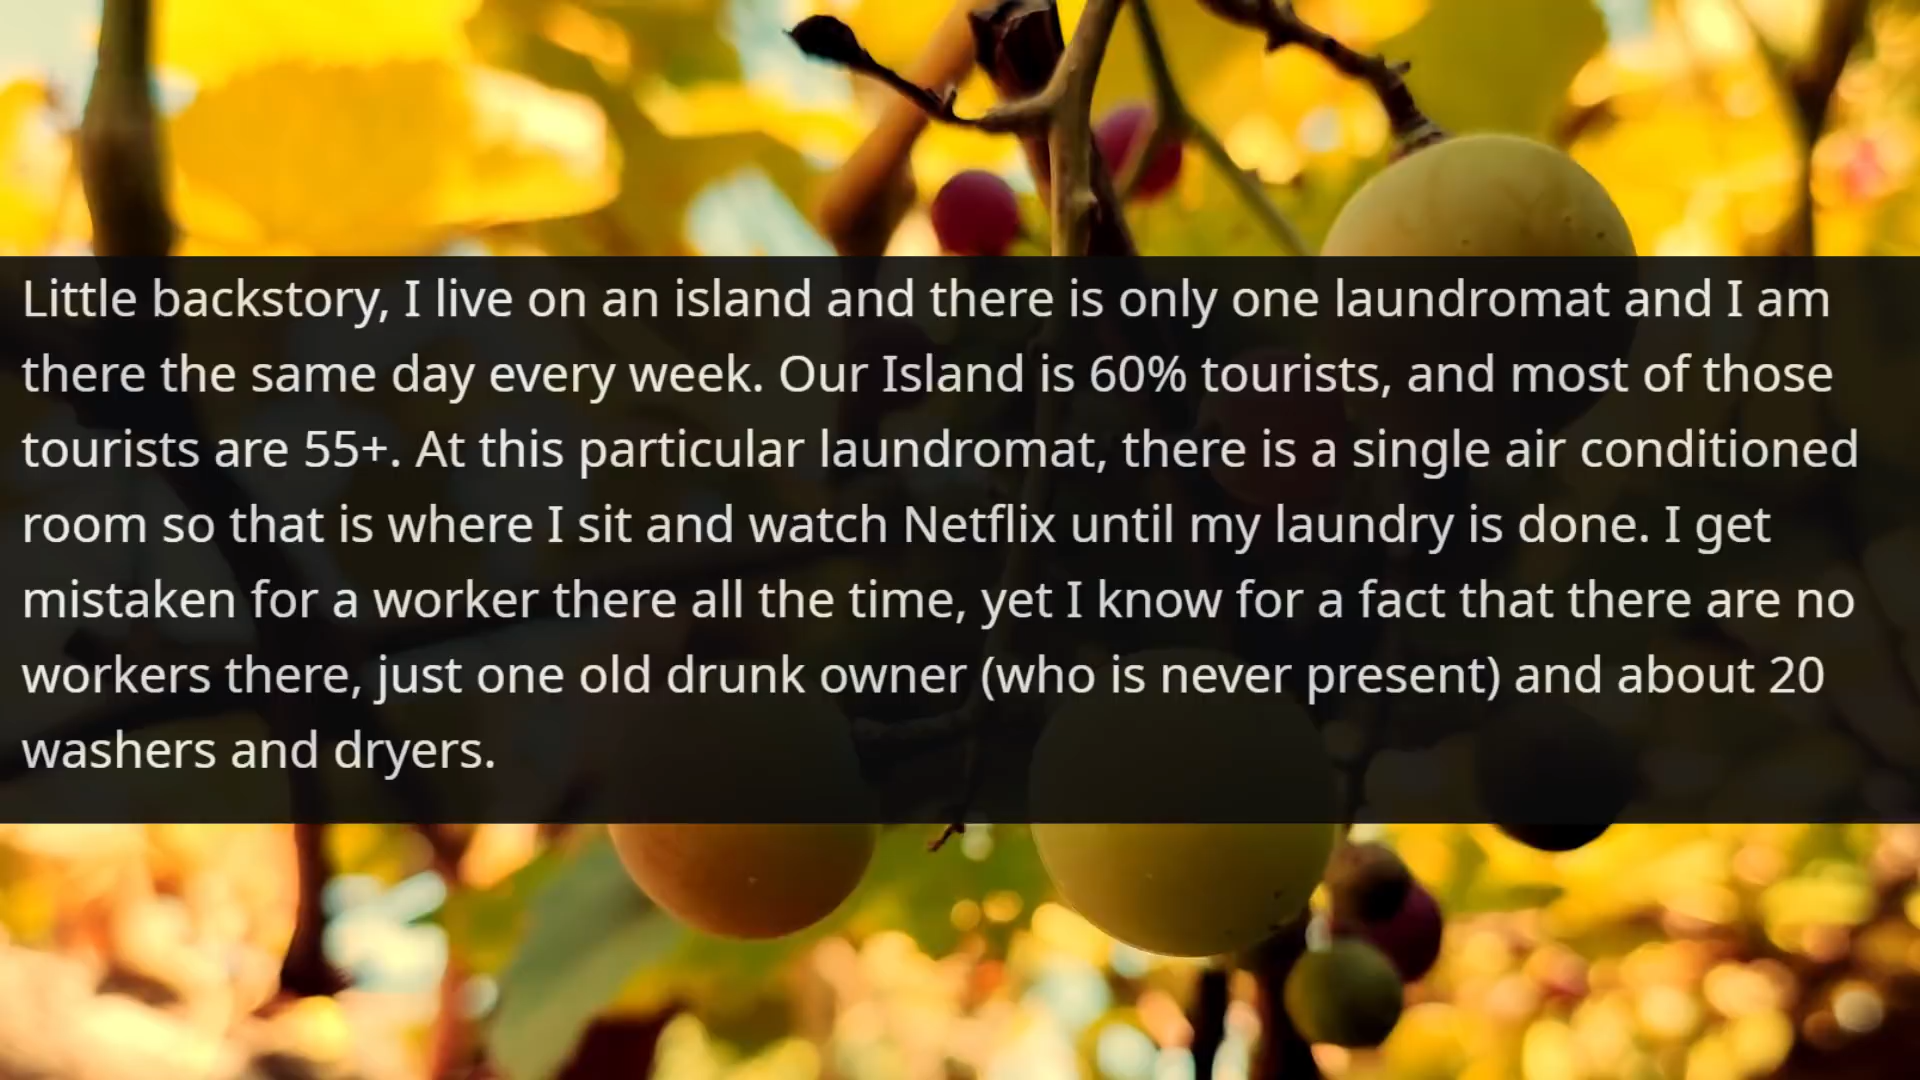 Little backstory, I live on an island and there is only one laundromat and I am
there the same day every week. Our Island is 60% tourists, and most of those
tourists are 55+. At this particular laundromat, there is a single air conditioned
room so that is where I sit and watch Netflix until my laundry is done. I get
mistaken for a worker there all the time, yet I know for a fact that there are no
workers there, just one old drunk owner (who is never present) and about 20
washers and dryers.